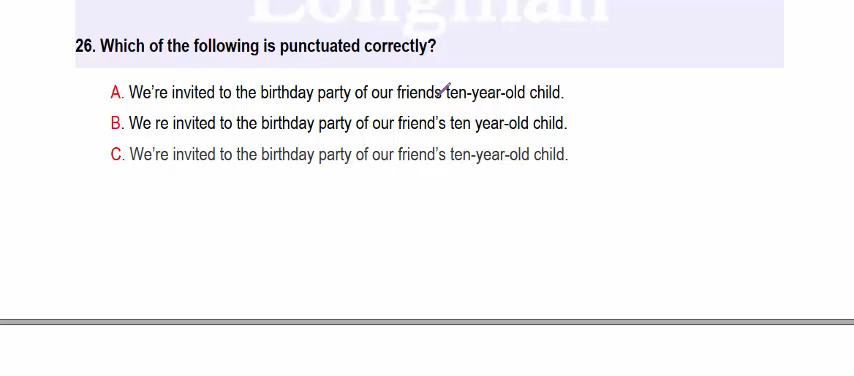 Longman
26. Which of the following is punctuated correctly?
A. We're invited to the birthday party of our friends ten-year-old child.
B. We re invited to the birthday party of our friend's ten year-old child.
C. We're invited to the birthday party of our friend's ten-year-old child.